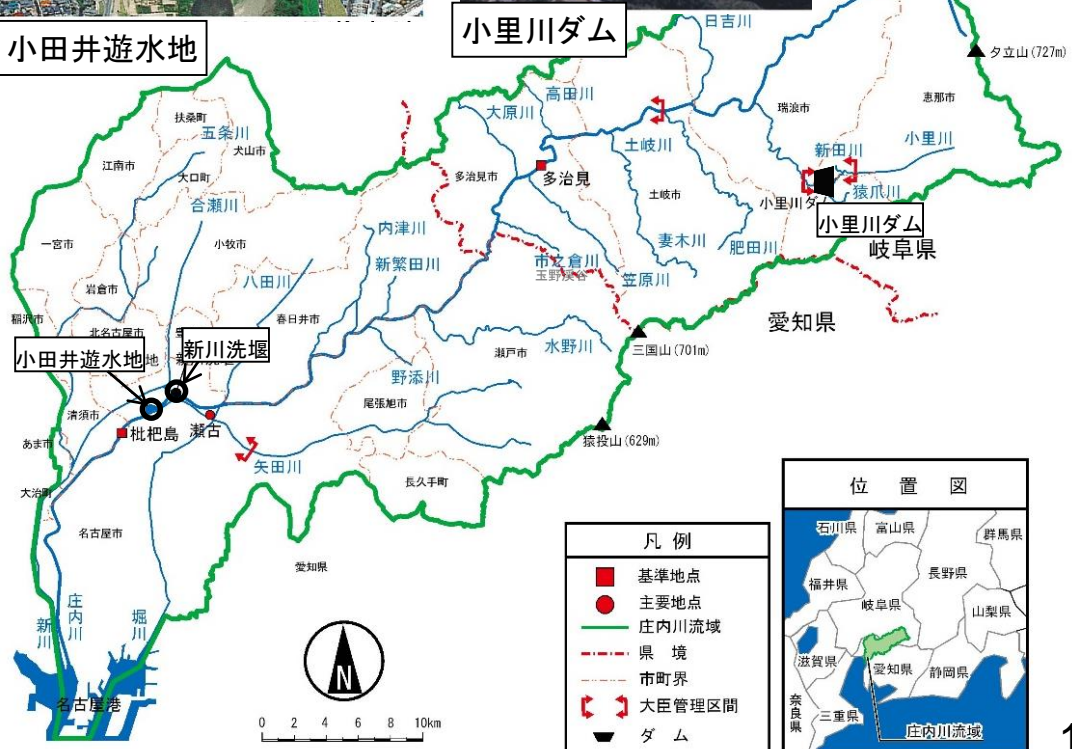 小田井遊水地
小里川ダム
日吉川
夕立山(727m)
高田川
大原川
瑞浪市
恵那市
扶桑町
五条川
犬山市
江南市
大口町
土岐川
新田川
小里川
多治見市
多治見
土岐市
猿爪川
小里川ダ
小里川ダム
岐阜県
合瀬川
一宮市
小牧市
内津川
妻木川
肥田川
新繁田川
市之倉川
玉野渓谷
笠原川
八田川
岩倉市
稲沢市
北名古屋市
春日井市
愛知県
三国山(701m)
小田井遊水地
新川洗堰
瀬戸市
水野川
野添川
尾張旭市
清須市
枇杷島
瀬古
あま市
猿投山(629m)
矢田川
長久手町
大治町
名古屋市
愛知県
庄内川
新川
堀川
名古屋港
N
0 2 4 6 8 10km
凡例
基準地点
主要地点
庄内川流域
県 境
市町界
大臣管理区間
ダ ム
位 置 図
石川県
富山県
群馬県
福井県
長野県
岐阜県
山梨県
滋賀県
愛知県
静岡県
奈良県
三重県
庄内川流域
1